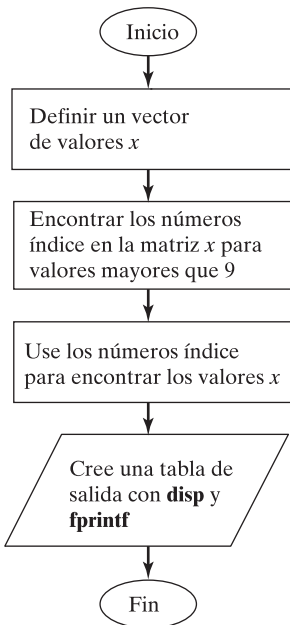 Inicio
Definir un vector
de valores x
Encontrar los números
índice en la matriz x para
valores mayores que 9
Use los números índice
para encontrar los valores x
Cree una tabla de
salida con disp y
fprintf
Fin